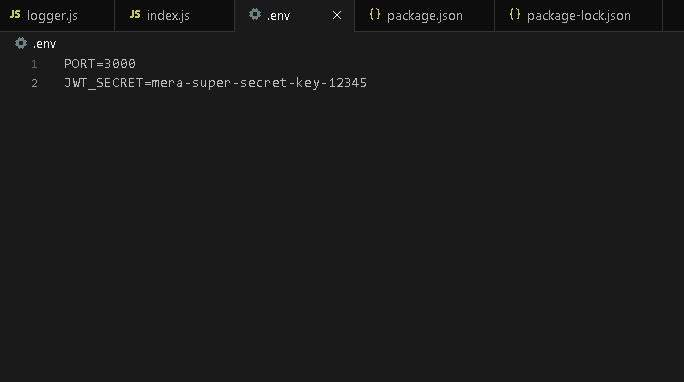 JS logger.js JS index.js .env {} package.json {} package-lock.json
.env
1 PORT=3000
2 JWT_SECRET=mera-super-secret-key-12345